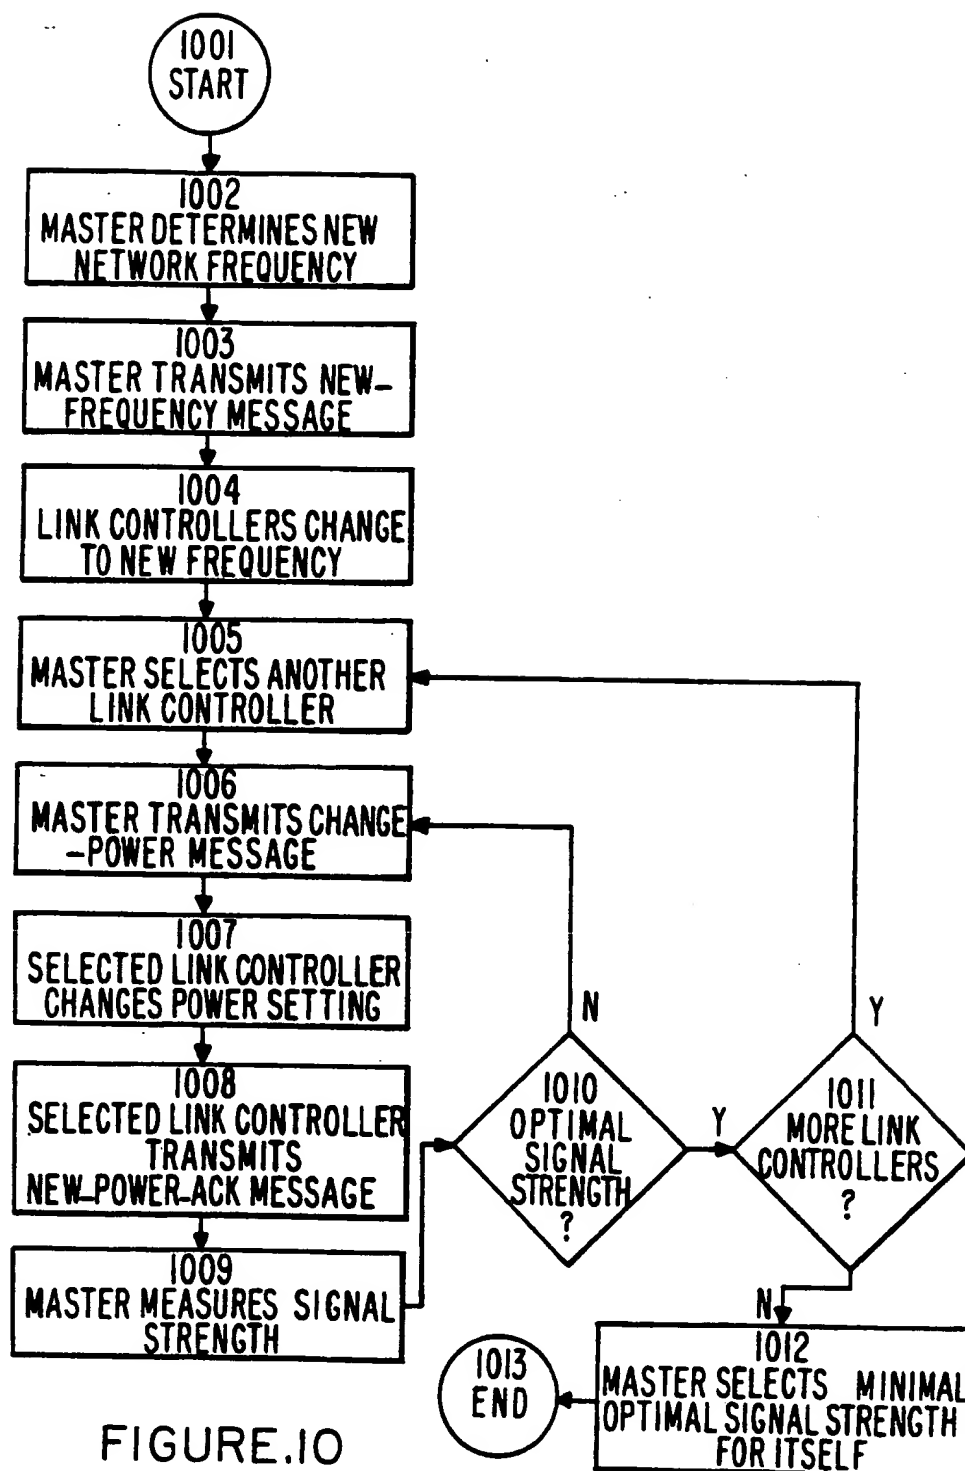 1001
START
1002
MASTER DETERMINES NEW
NETWORK FREQUENCY
1003
MASTER TRANSMITS NEW-
FREQUENCY MESSAGE
1004
LINK CONTROLLERS CHANGE
TO NEW FREQUENCY
1005
MASTER SELECTS ANOTHER
LINK CONTROLLER
1006
MASTER TRANSMITS CHANGE
-POWER MESSAGE
1007
SELECTED LINK CONTROLLER
CHANGES POWER SETTING
1008
SELECTED LINK CONTROLLER
TRANSMITS
NEW-POWER-ACK MESSAGE
1009
MASTER MEASURES SIGNAL
STRENGTH
1010
OPTIMAL
SIGNAL
STRENGTH
?
N
Y
1011
MORE LINK
CONTROLLERS
?
Y
N
1012
MASTER SELECTS MINIMAL
OPTIMAL SIGNAL STRENGTH
FOR ITSELF
1013
END
FIGURE.10